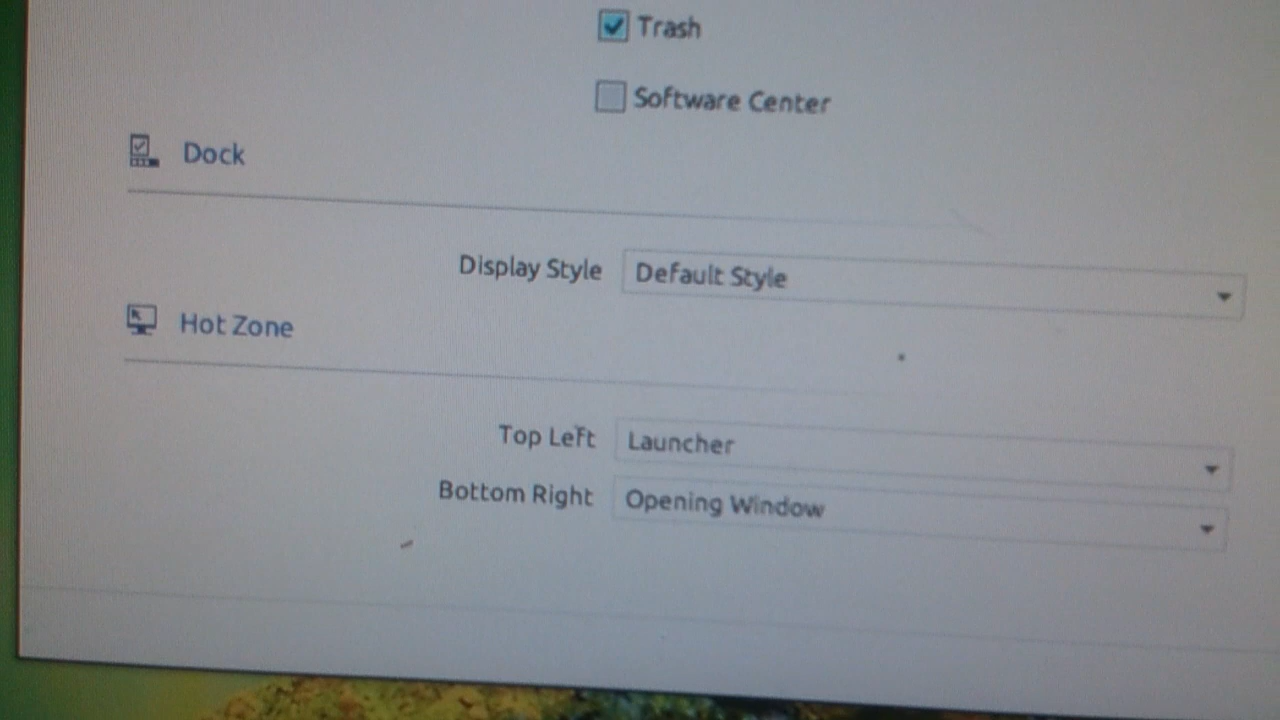 Trash
Software Center
Dock
Display Style Default Style
Hot Zone
Top Left Launcher
Bottom Right Opening Window